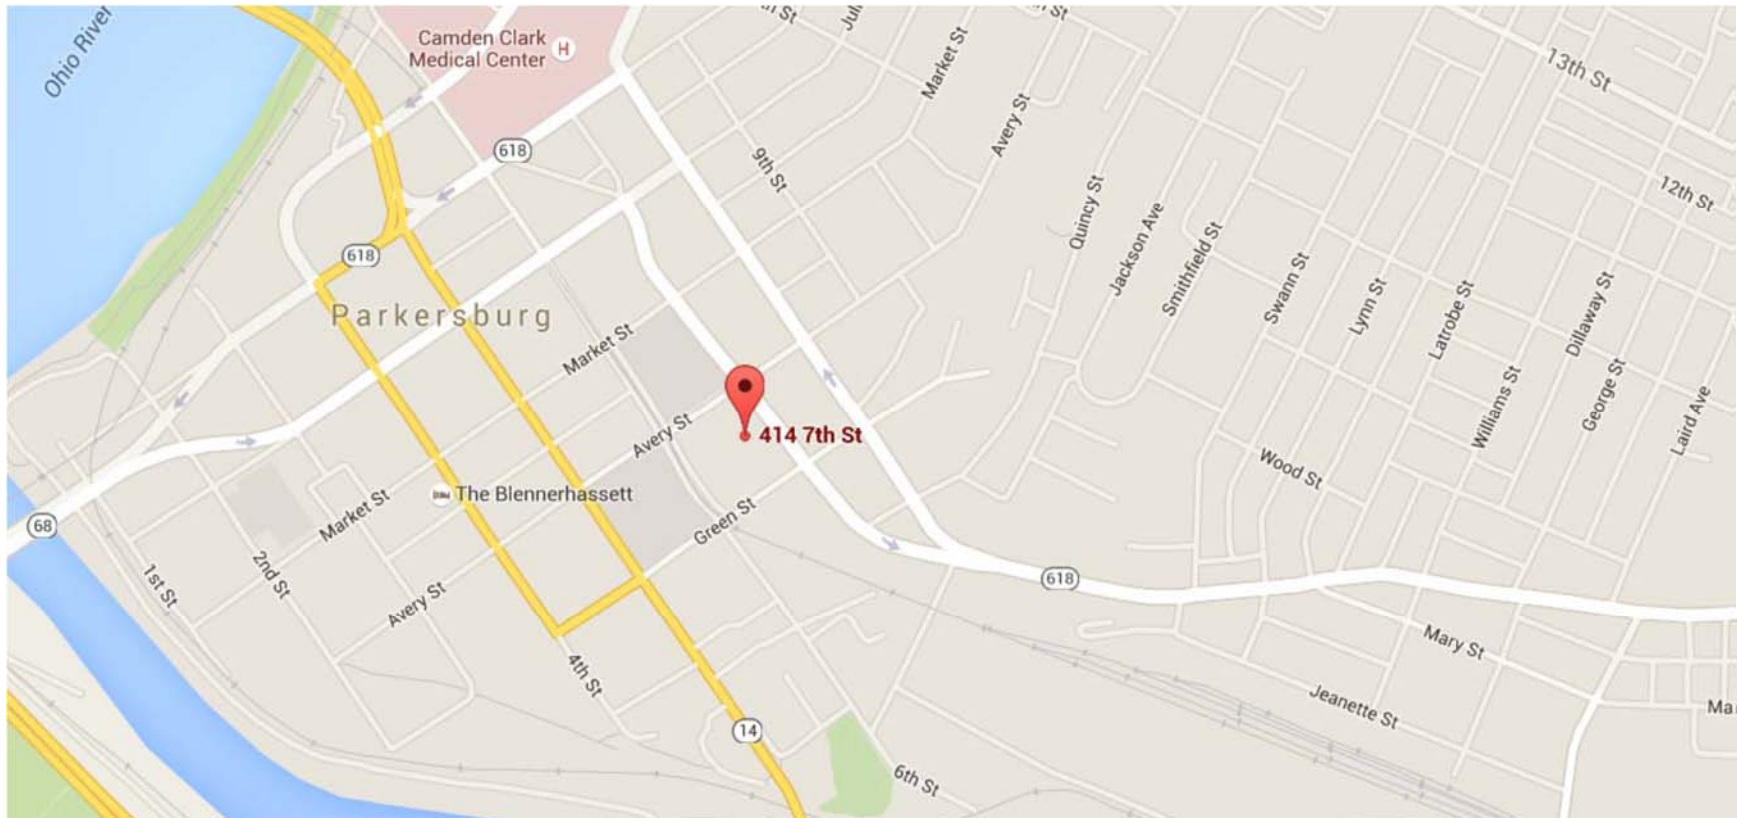 Ohio River
Camden Clark
Medical Center
H
Market St
Avery St
13th St
618
9th St
12th St
Quincy St
Jackson Ave
Smithfield St
618
Swann St
Lynn St
Latrobe St
Dillaway St
Parkersburg
Market St
Williams St
George St
Laird Ave
Avery St
414 7th St
Wood St
The Blennerhassett
Market St
Green St
68
1st St
2nd St
618
Avery St
Mary St
4th St
Jeanette St
Ma
14
6th St